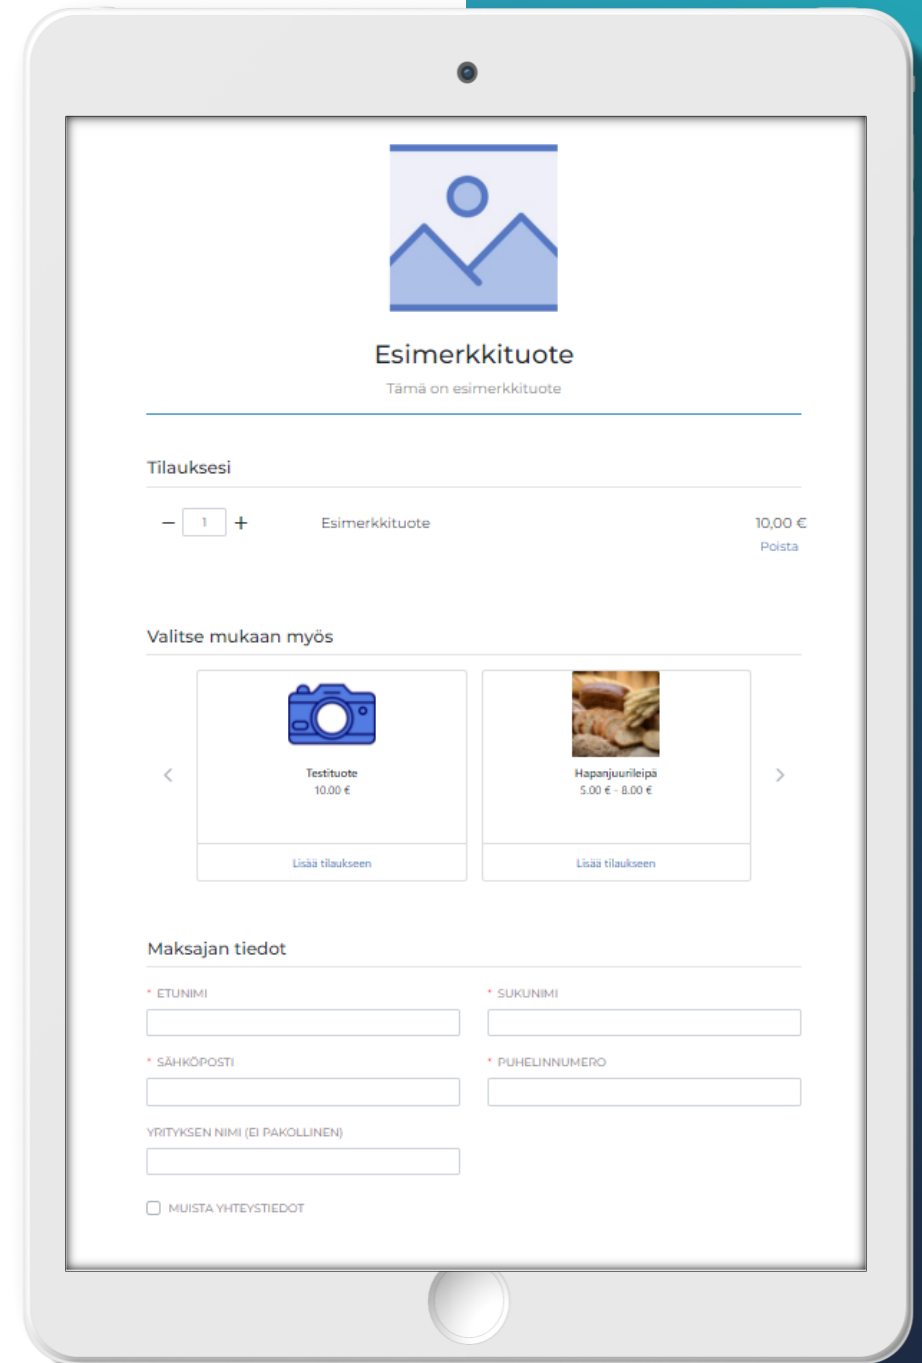 Esimerkkituote
Tämä on esimerkkituote
Tilauksesi
− 1 + Esimerkkituote 10,00 €
Poista
Valitse mukaan myös
Testituote
10.00 €
Lisää tilaukseen
Hapanjuurileipä
5.00 € - 8.00 €
Lisää tilaukseen
Maksajan tiedot
* ETUNIMI
* SUKUNIMI
* SÄHKÖPOSTI
* PUHELINNUMERO
YRITYKSEN NIMI (EI PAKOLLINEN)
MUISTA YHTEYSTIEDOT